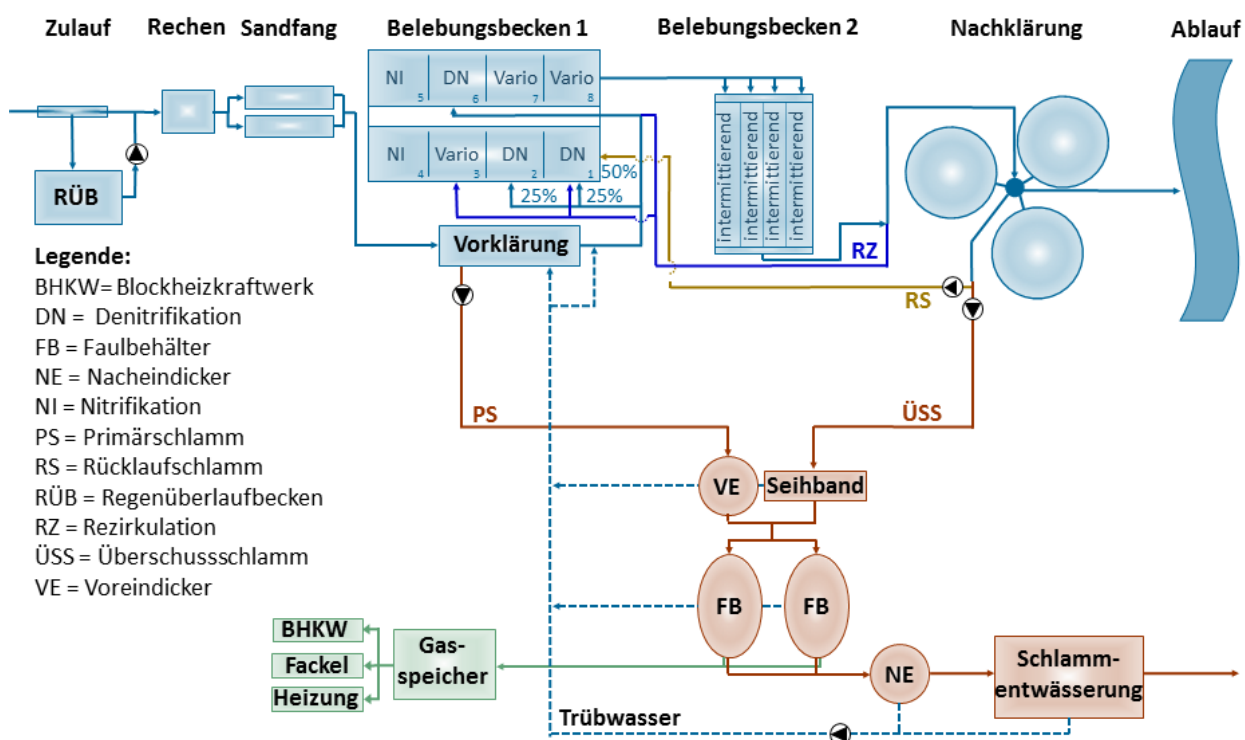 Zulauf
Rechen
Sandfang
Belebungsbecken 1
Belebungsbecken 2
Nachklärung
Ablauf
NI
5
DN
6
Vario
7
Vario
8
NI
4
Vario
3
DN
2
DN
1
50%
25%
25%
intermittierend
intermittierend
intermittierend
intermittierend
RÜB
Vorklärung
RZ
RS
Legende:
BHKW= Blockheizkraftwerk
DN = Denitrifikation
FB = Faulbehälter
NE = Nacheindicker
NI = Nitrifikation
PS = Primärschlamm
RS = Rücklaufschlamm
RÜB = Regenüberlaufbecken
RZ = Rezirkulation
ÜSS = Überschussschlamm
VE = Voreindicker
PS
ÜSS
VE
Seihband
FB
FB
BHKW
Fackel
Heizung
Gas-
speicher
NE
Schlamm-
entwässerung
Trübwasser